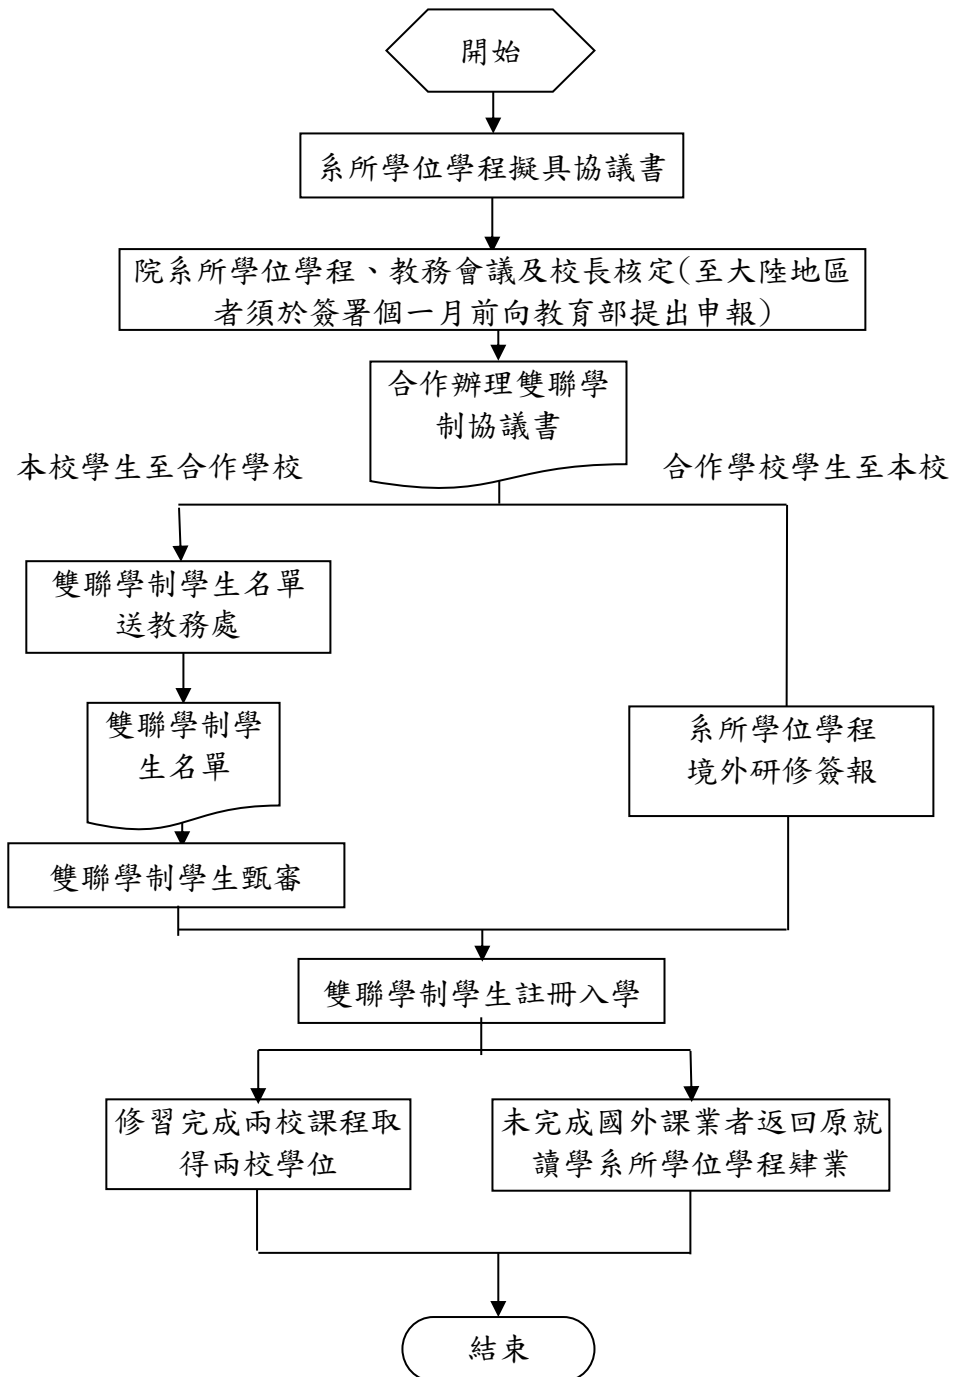 開始
系所學位學程擬具協議書
院系所學位學程、教務會議及校長核定(至大陸地區
者須於簽署個一月前向教育部提出申報)
合作辦理雙聯學
制協議書
本校學生至合作學校
合作學校學生至本校
雙聯學制學生名單
送教務處
雙聯學制學
生名單
系所學位學程
境外研修簽報
雙聯學制學生甄審
雙聯學制學生註冊入學
修習完成兩校課程取
得兩校學位
未完成國外課業者返回原就
讀學系所學位學程肄業
結束